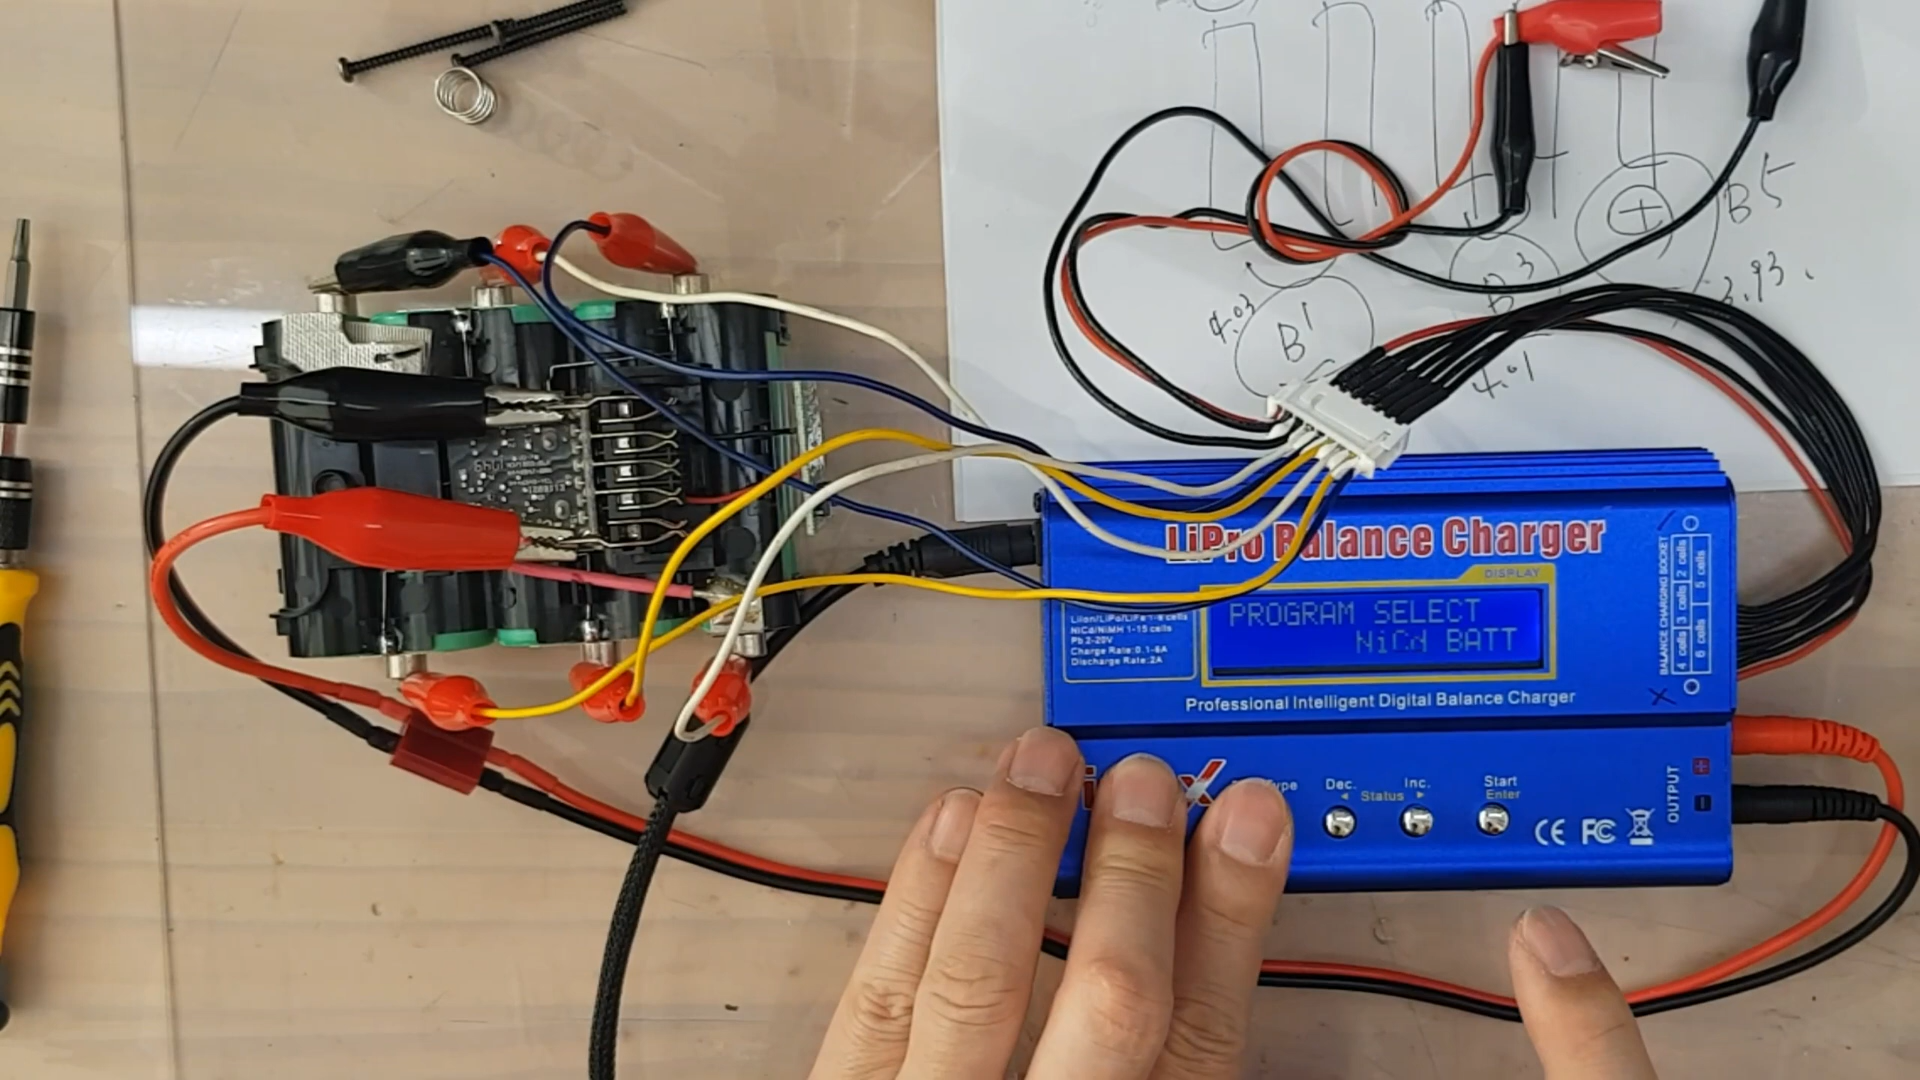 B5
3.93.
4.03
B1
B3
4.01
LiPro Balance Charger
DISPLAY
PROGRAM SELECT
NiCd BATT
LiIon/LiPo/LiFe 1-6 cells
NiCd/NiMH 1-15 cells
Pb 2-20V
Charge Rate: 0.1-6A
Discharge Rate: 2A
BALANCE CHARGING SOCKET
4 cells 3 cells 2 cells
6 cells 5 cells
Professional Intelligent Digital Balance Charger
Type
Dec.
Inc.
Start
Status
Enter
CE FC
OUTPUT
+
-